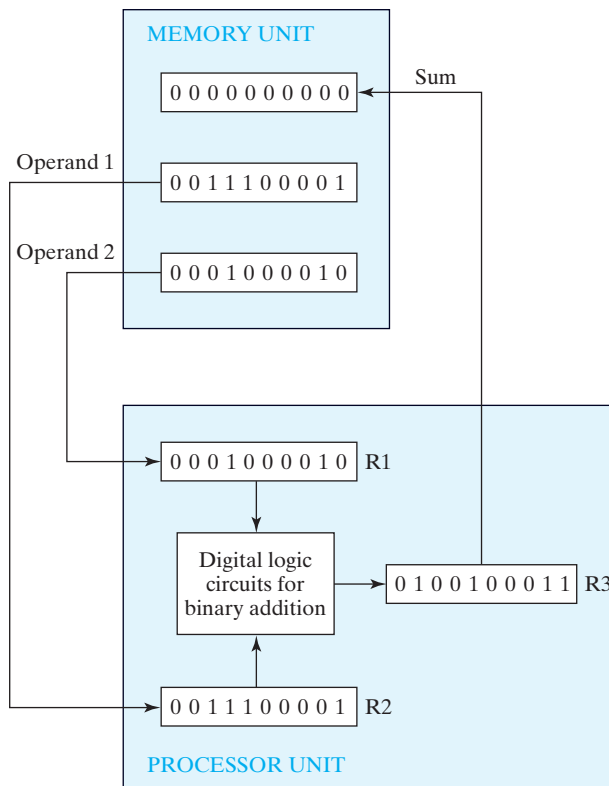 MEMORY UNIT
Sum
0 0 0 0 0 0 0 0 0 0
Operand 1
0 0 1 1 1 0 0 0 0 1
Operand 2
0 0 0 1 0 0 0 0 1 0
0 0 0 1 0 0 0 0 1 0 R1
Digital logic
circuits for
binary addition
0 1 0 0 1 0 0 0 1 1 R3
0 0 1 1 1 0 0 0 0 1 R2
PROCESSOR UNIT